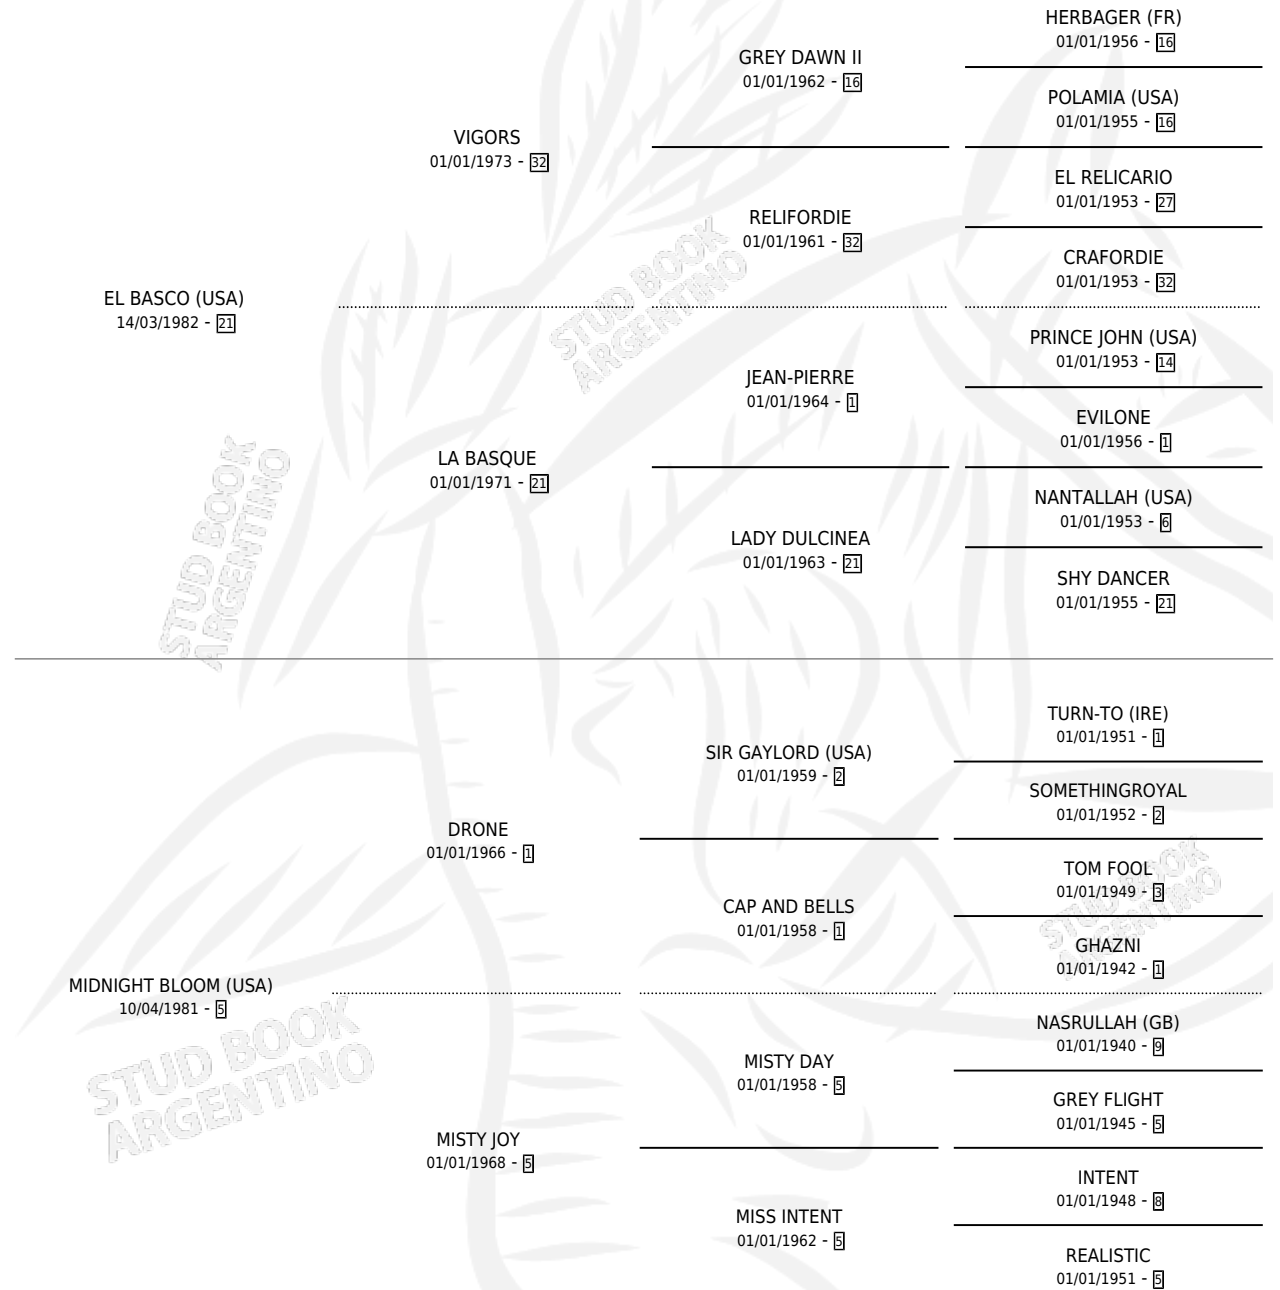 HERBAGER (FR)
01/01/1956 - 16
GREY DAWN II
01/01/1962 - 16
POLAMIA (USA)
01/01/1955 - 16
VIGORS
01/01/1973 - 32
EL RELICARIO
01/01/1953 - 27
RELIFORDIE
01/01/1961 - 32
CRAFORDIE
01/01/1953 - 32
EL BASCO (USA)
14/03/1982 - 21
STUD BOOK
ARGENTINO
PRINCE JOHN (USA)
01/01/1953 - 14
JEAN-PIERRE
01/01/1964 - 1
EVILONE
01/01/1956 - 1
LA BASQUE
01/01/1971 - 21
NANTALLAH (USA)
01/01/1953 - 6
LADY DULCINEA
01/01/1963 - 21
SHY DANCER
01/01/1955 - 21
STUD BOOK
ARGENTINO
TURN-TO (IRE)
01/01/1951 - 1
SIR GAYLORD (USA)
01/01/1959 - 2
SOMETHINGROYAL
01/01/1952 - 2
DRONE
01/01/1966 - 1
TOM FOOL
01/01/1949 - 3
CAP AND BELLS
01/01/1958 - 1
STUD BOOK
ARGENTINO
GHAZNI
01/01/1942 - 1
MIDNIGHT BLOOM (USA)
10/04/1981 - 5
NASRULLAH (GB)
01/01/1940 - 9
MISTY DAY
01/01/1958 - 5
GREY FLIGHT
01/01/1945 - 5
STUD BOOK
ARGENTINO
MISTY JOY
01/01/1968 - 5
INTENT
01/01/1948 - 8
MISS INTENT
01/01/1962 - 5
REALISTIC
01/01/1951 - 5